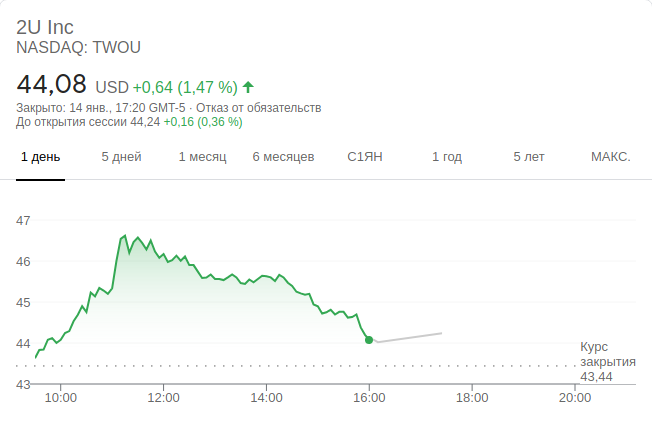 2U Inc
NASDAQ: TWOU
44,08 USD +0,64 (1,47 %)
Закрыто: 14 янв., 17:20 GMT-5 · Отказ от обязательств
До открытия сессии 44,24 +0,16 (0,36 %)
1 день 5 дней 1 месяц 6 месяцев С1ЯН 1 год 5 лет МАКС.
47
46
45
44
Курс
закрытия
43,44
43
10:00 12:00 14:00 16:00 18:00 20:00